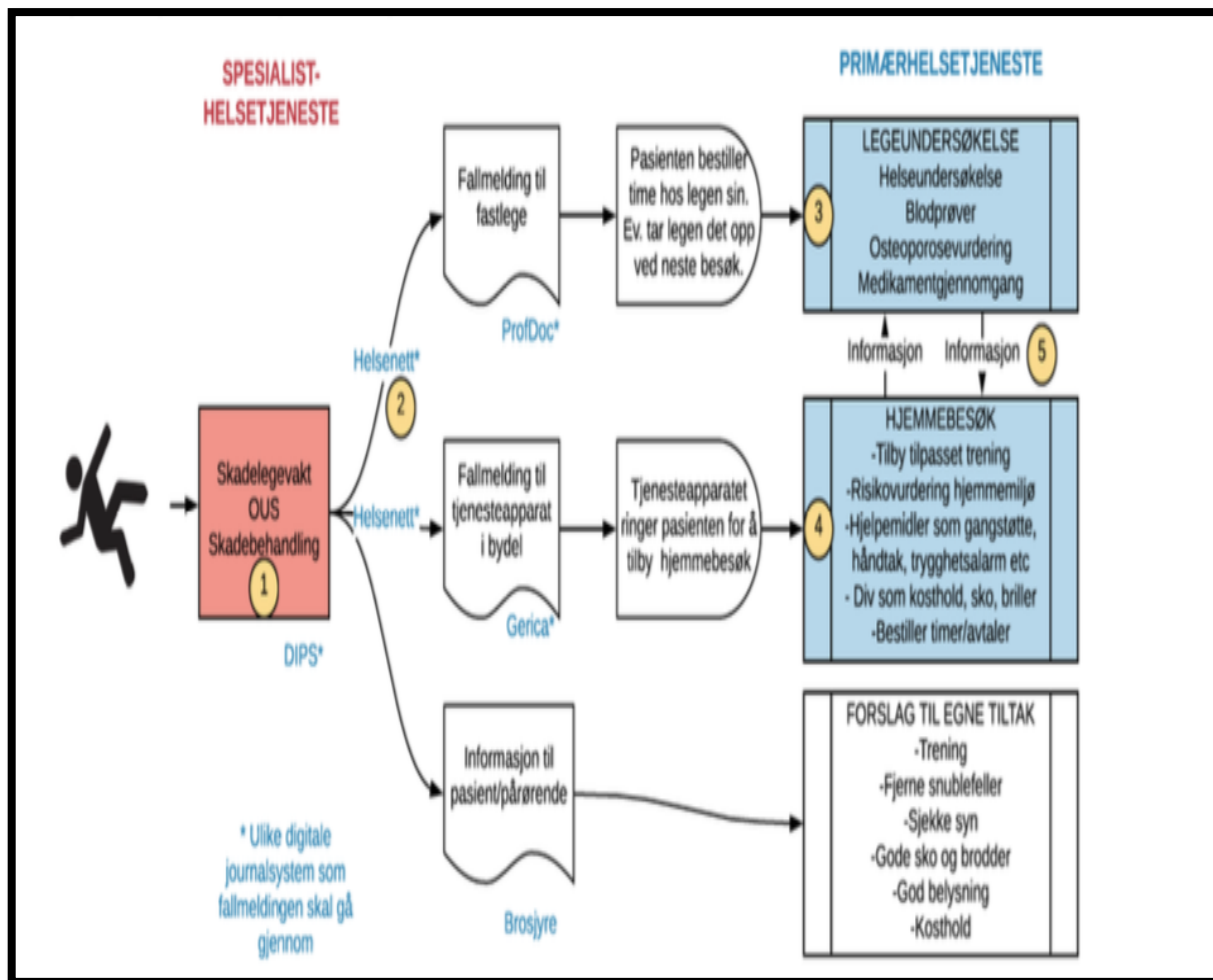 SPESIALIST-
HELSETJENESTE
PRIMÆRHELSETJENESTE
Fallmelding til
fastlege
ProfDoc*
Pasienten bestiller
time hos legen sin.
Ev. tar legen det opp
ved neste besøk.
3
LEGEUNDERSØKELSE
Helseundersøkelse
Blodprøver
Osteoporosevurdering
Medikamentgjennomgang
Helsenett*
2
Informasjon
Informasjon
5
Skadelegevakt
OUS
Skadebehandling
1
DIPS*
Helsenett*
Fallmelding til
tjenesteapparat
i bydel
Gerica*
Tjenesteapparatet
ringer pasienten for å
tilby hjemmebesøk
4
HJEMMEBESØK
-Tilby tilpasset trening
-Risikovurdering hjemmemiljø
-Hjelpemidler som gangstøtte,
håndtak, trygghetsalarm etc
- Div som kosthold, sko, briller
-Bestiller timer/avtaler
Informasjon til
pasient/pårørende
Brosjyre
FORSLAG TIL EGNE TILTAK
-Trening
-Fjerne snublefeller
-Sjekke syn
-Gode sko og brodder
-God belysning
-Kosthold
* Ulike digitale
journalsystem som
fallmeldingen skal gå
gjennom